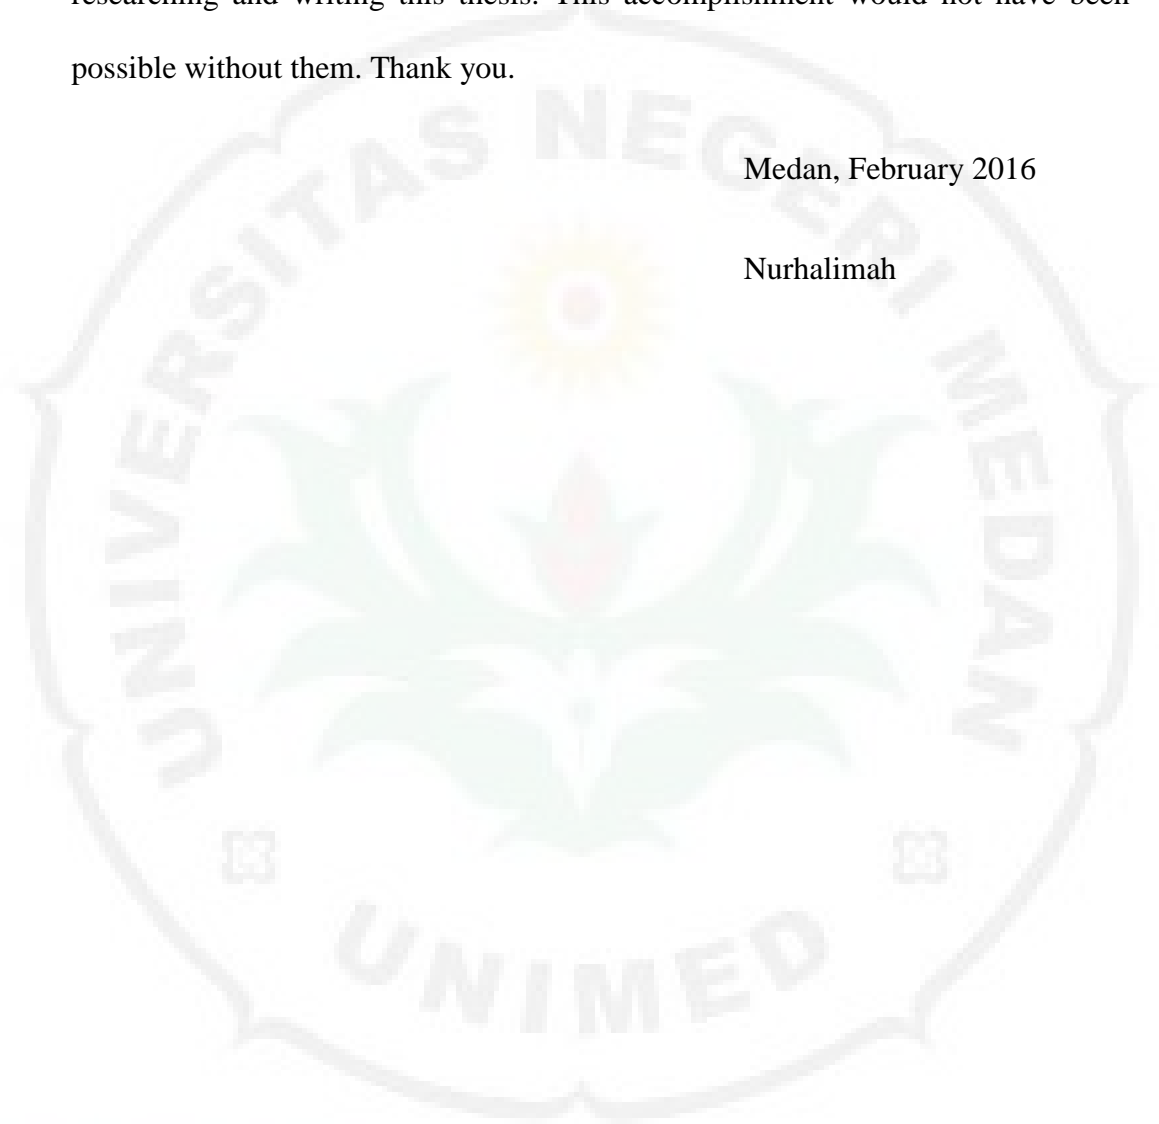 researching and writing this thesis. This accomplishment would not have been
possible without them. Thank you.
Medan, February 2016
Nurhalimah
UNIVERSITAS NEGERI MEDAN
UNIMED